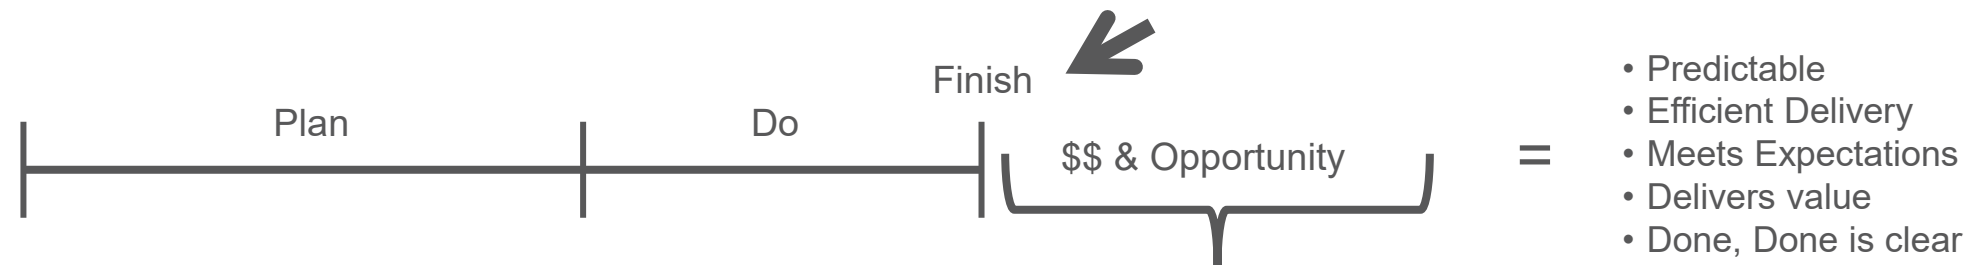 Finish
Plan
Do
$$ & Opportunity
=
• Predictable
• Efficient Delivery
• Meets Expectations
• Delivers value
• Done, Done is clear